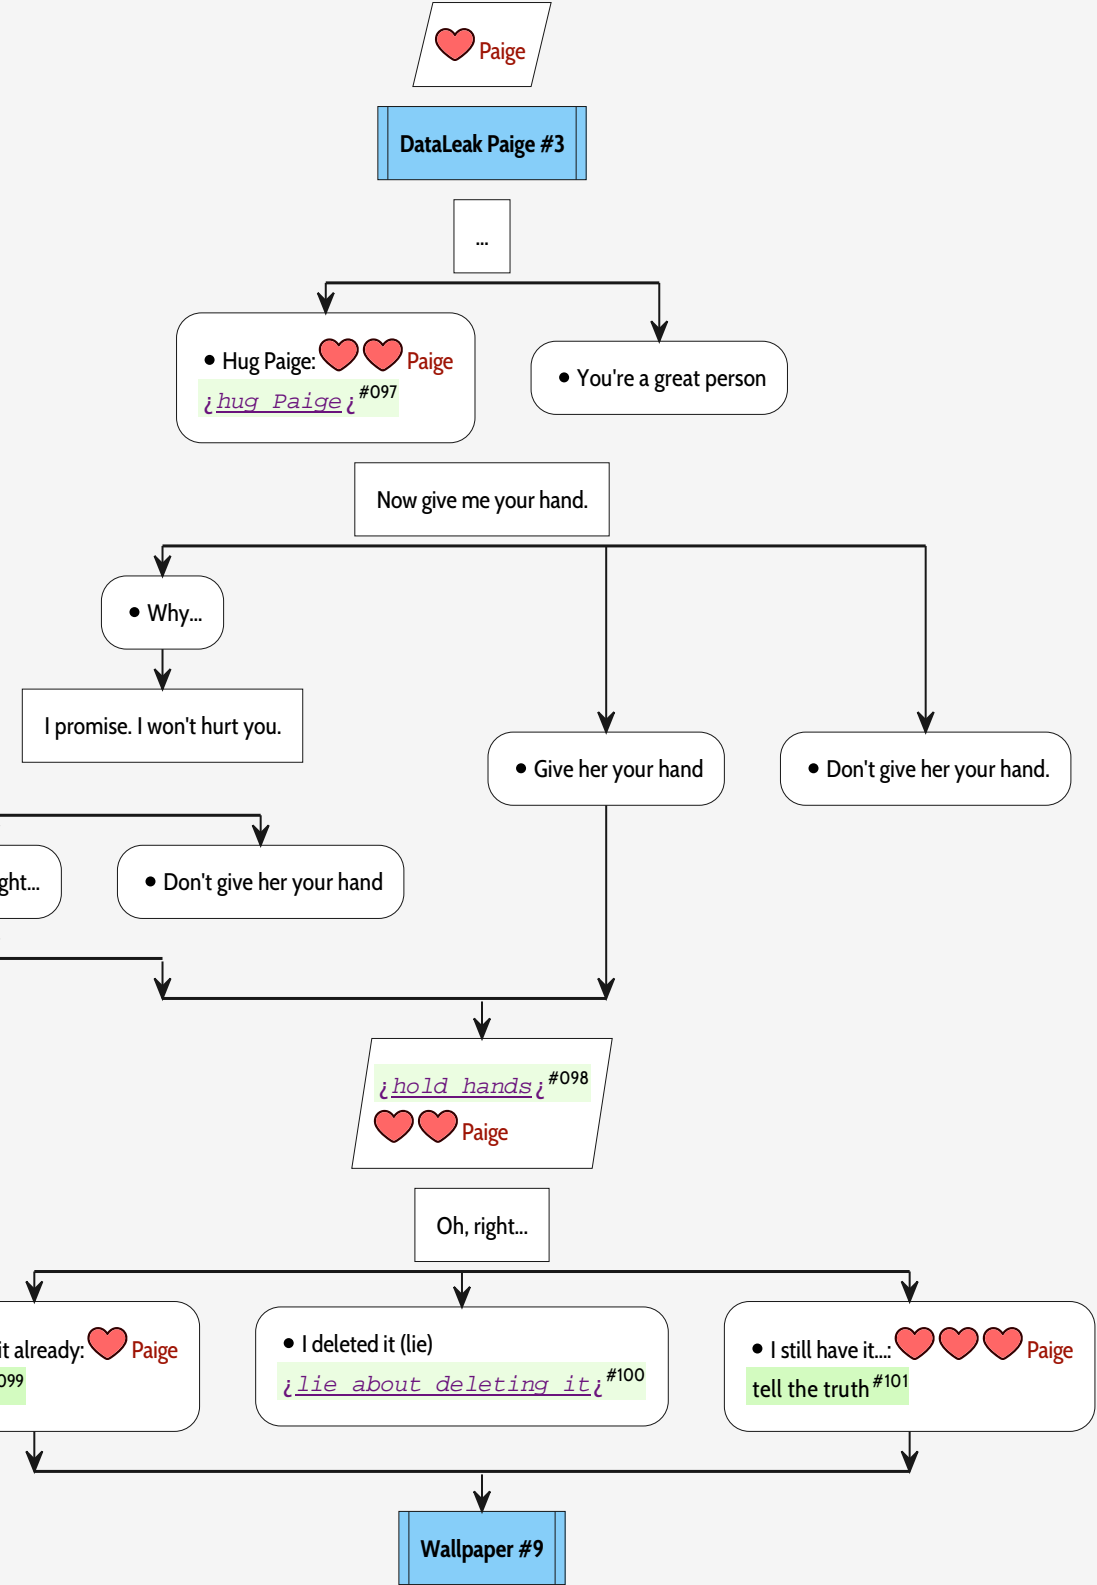 Paige
DataLeak Paige #3
...
• Hug Paige: Paige
¿hug Paige¿#097
• You're a great person
Now give me your hand.
• Why...
I promise. I won't hurt you.
• Give her your hand
• Don't give her your hand.
ght...
• Don't give her your hand
¿hold hands¿#098
Paige
Oh, right...
it already: Paige
099
• I deleted it (lie)
¿lie about deleting it¿#100
• I still have it...: Paige
tell the truth#101
Wallpaper #9